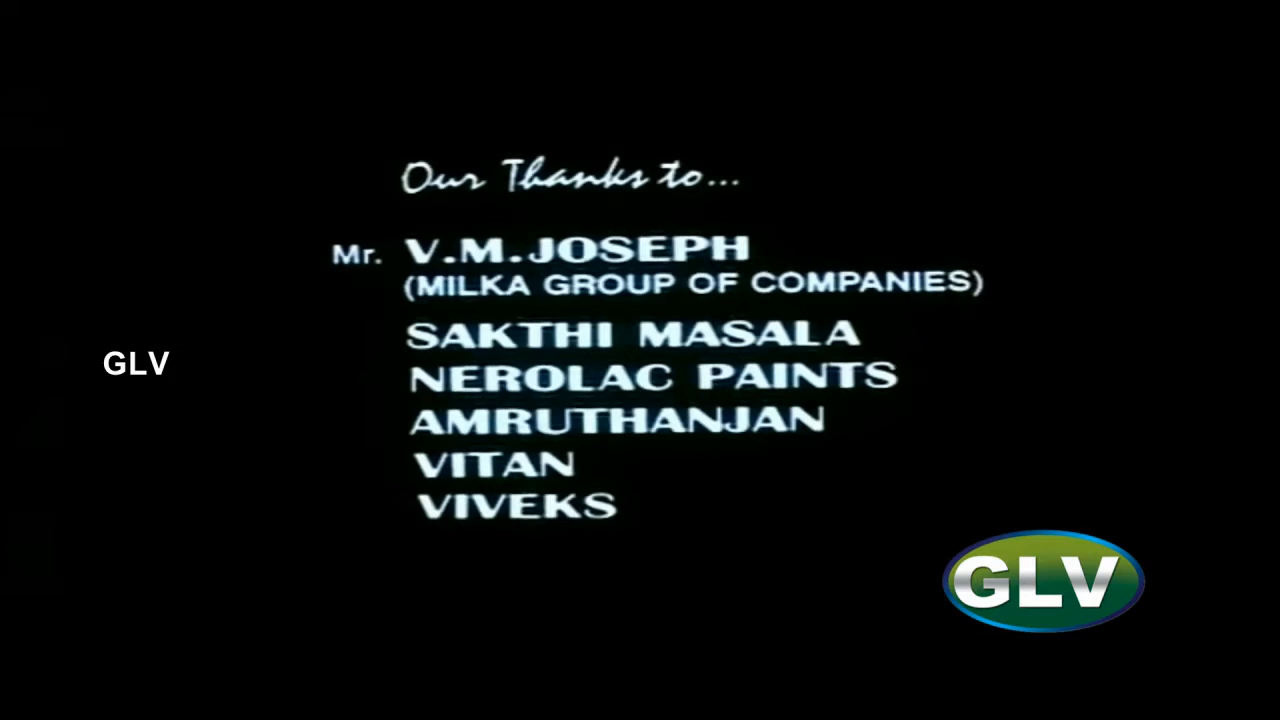 Our Thanks to...
Mr. V.M.JOSEPH
(MILKA GROUP OF COMPANIES)
SAKTHI MASALA
GLV
NEROLAC PAINTS
AMRUTHANJAN
VITAN
VIVEKS
GLV